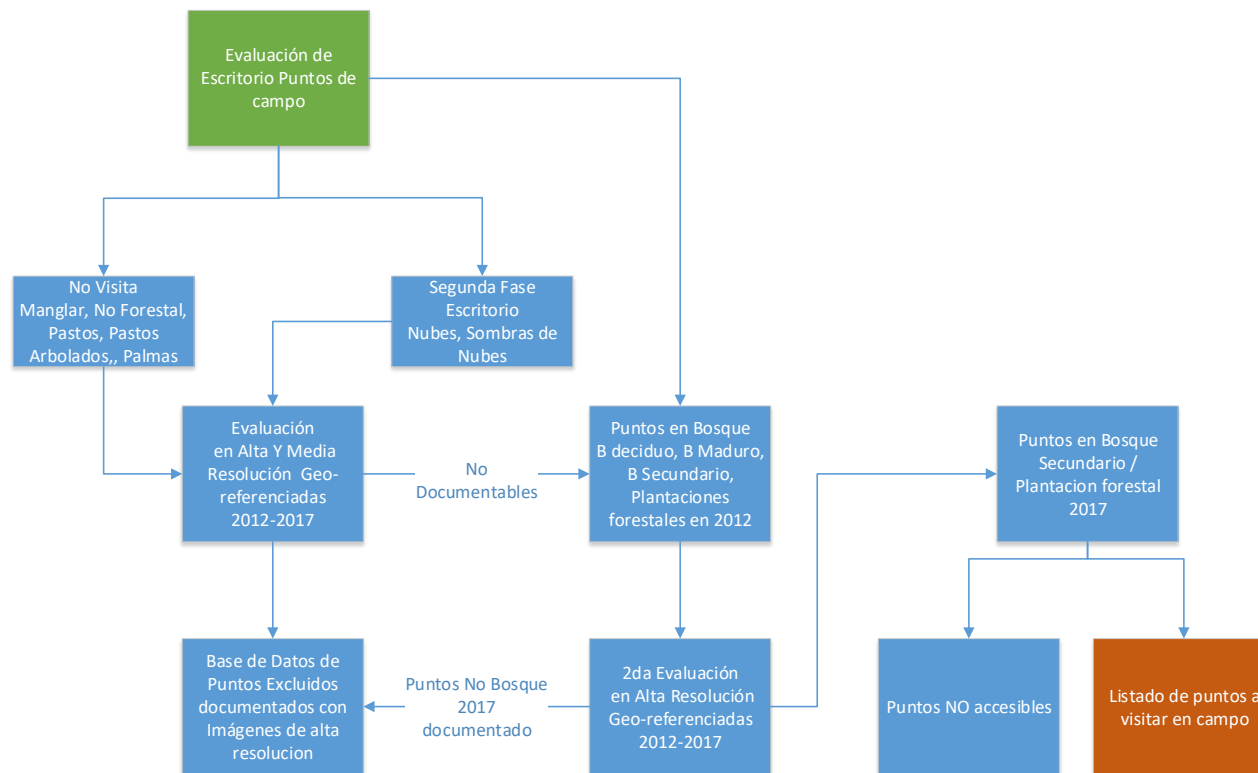 Evaluación de
Escritorio Puntos de
campo
No Visita
Manglar, No Forestal,
Pastos, Pastos
Arbolados,, Palmas
Segunda Fase
Escritorio
Nubes, Sombras de
Nubes
Evaluación
en Alta Y Media
Resolución Geo-
referenciadas
2012-2017
No
Documentables
Puntos en Bosque
B deciduo, B Maduro,
B Secundario,
Plantaciones
forestales en 2012
Puntos en Bosque
Secundario /
Plantacion forestal
2017
Base de Datos de
Puntos Excluidos
documentados con
Imágenes de alta
resolucion
Puntos No Bosque
2017
documentado
2da Evaluación
en Alta Resolución
Geo-referenciadas
2012-2017
Puntos NO accesibles
Listado de puntos a
visitar en campo